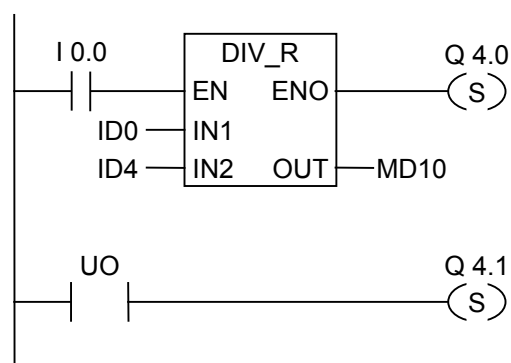 I 0.0 DIV_R Q 4.0
EN ENO S
ID0 IN1
ID4 IN2 OUT MD10
UO Q 4.1
S